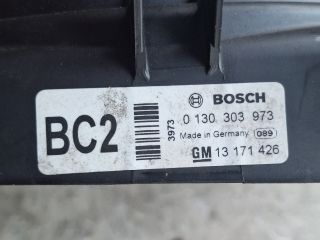 BC2
3973
BOSCH
0 130 303 973
Made in Germany 089
GM 13 171 426